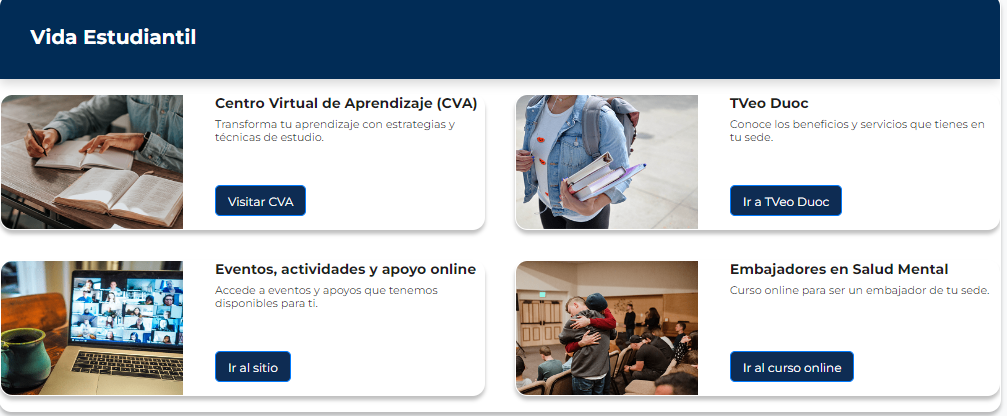 Vida Estudiantil
Centro Virtual de Aprendizaje (CVA)
Transforma tu aprendizaje con estrategias y
técnicas de estudio.
Visitar CVA
TVeo Duoc
Conoce los beneficios y servicios que tienes en
tu sede.
Ir a TVeo Duoc
Eventos, actividades y apoyo online
Accede a eventos y apoyos que tenemos
disponibles para ti.
Ir al sitio
Embajadores en Salud Mental
Curso online para ser un embajador de tu sede.
Ir al curso online